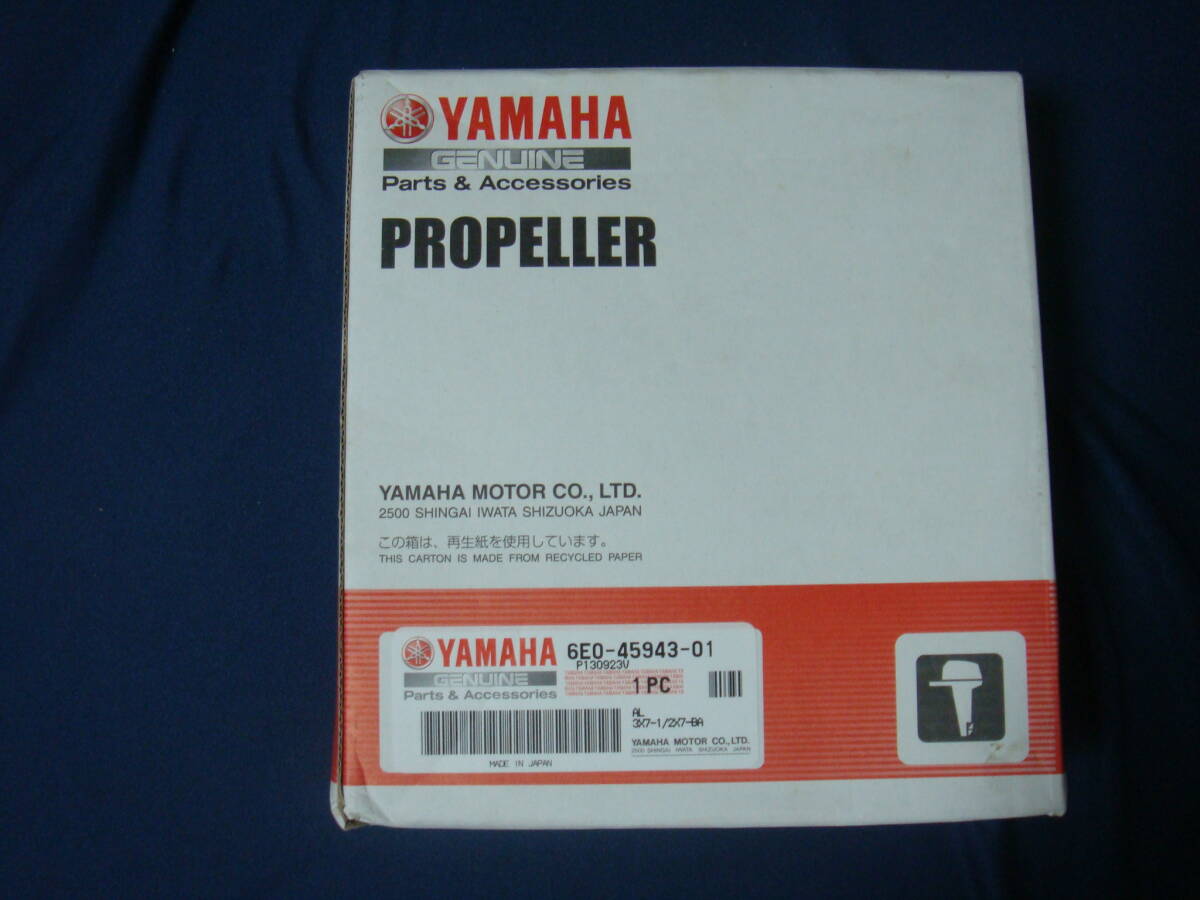 YAMAHA
GENUINE
Parts & Accessories
PROPELLER
YAMAHA MOTOR CO., LTD.
2500 SHINGAI IWATA SHIZUOKA JAPAN
この箱は、再生紙を使用しています。
THIS CARTON IS MADE FROM RECYCLED PAPER
YAMAHA
GENUINE
Parts & Accessories
6E0-45943-01
P130923V
1 PC
AL
3X7-1/2X7-BA
YAMAHA MOTOR CO., LTD.
2500 SHINGAI IWATA SHIZUOKA JAPAN
MADE IN JAPAN